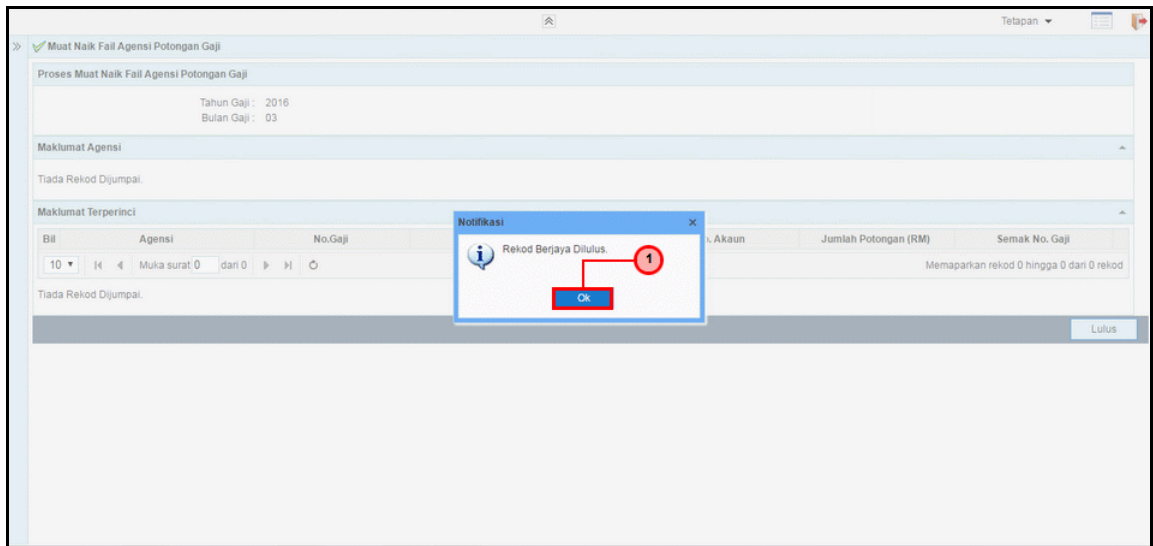 Tetapan
Muat Naik Fail Agensi Potongan Gaji
Proses Muat Naik Fail Agensi Potongan Gaji
Tahun Gaji : 2016
Bulan Gaji : 03
Maklumat Agensi
Tiada Rekod Dijumpai.
Maklumat Terperinci
Bil Agensi No.Gaji Akaun Jumlah Potongan (RM) Semak No. Gaji
10 Muka surat 0 dari 0 Memaparkan rekod 0 hingga 0 dari 0 rekod
Tiada Rekod Dijumpai.
Notifikasi
Rekod Berjaya Dilulus.
1
Ok
Lulus